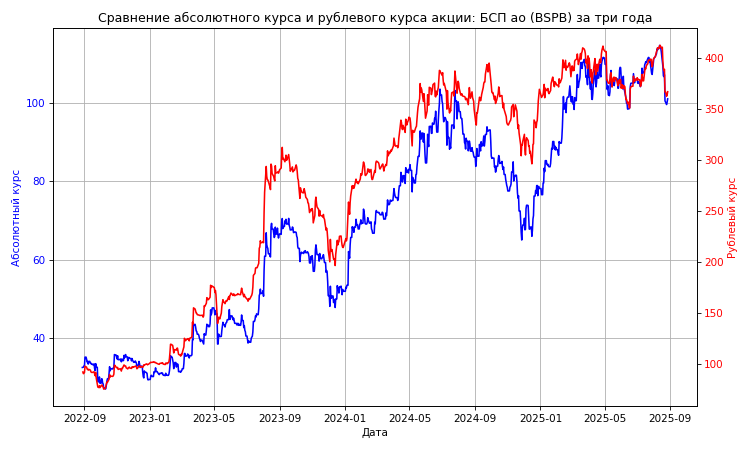 Сравнение абсолютного курса и рублевого курса акции: БСП ао (BSPB) за три года
Абсолютный курс
100
80
60
40
400
350
300
250
200
150
100
Рублевый курс
2022-09 2023-01 2023-05 2023-09 2024-01 2024-05 2024-09 2025-01 2025-05 2025-09
Дата